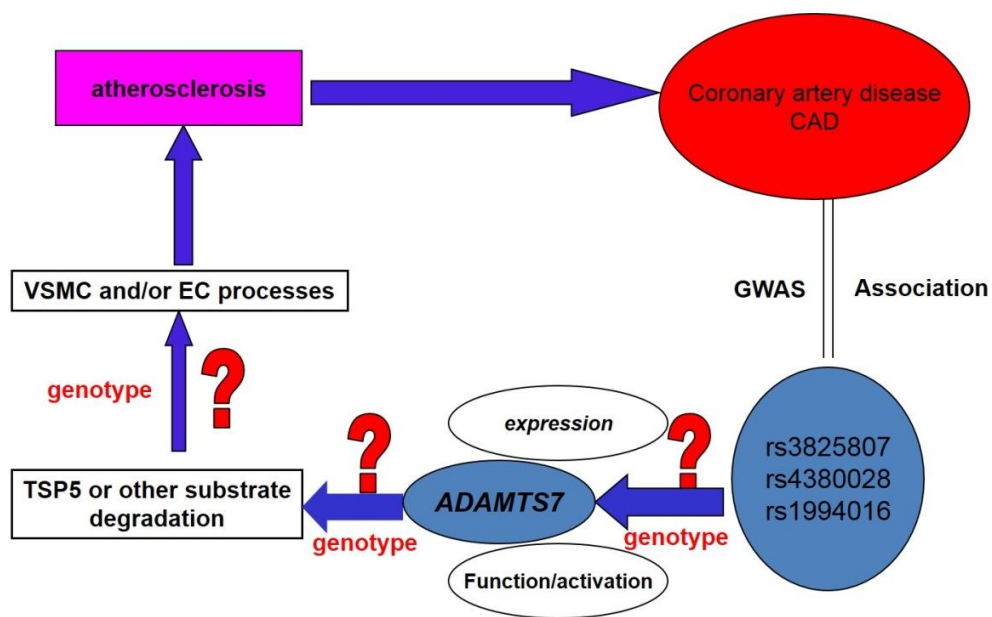 atherosclerosis
Coronary artery disease
CAD
VSMC and/or EC processes
GWAS
Association
genotype
?
expression
?
?
rs3825807
rs4380028
rs1994016
TSP5 or other substrate
degradation
ADAMTS7
genotype
genotype
Function/activation